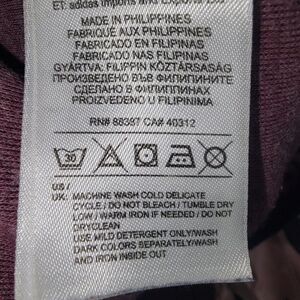 ET: adidas Imports and Exports Ltd
MADE IN PHILIPPINES
FABRIQUÉ AUX PHILIPPINES
FABRICADO EN FILIPINAS
FABRICADO NAS FILIPINAS
GYÁRTVA: FILIPPIN KÖZTÁRSASÁG
ПРОИЗВЕДЕНО ВЪВ ФИЛИПИНИТЕ
СДЕЛАНО В ФИЛИППИНАХ
PROIZVEDENO U FILIPINIMA
RN# 88387 CA# 40312
30
US /
UK: MACHINE WASH COLD DELICATE
CYCLE / DO NOT BLEACH / TUMBLE DRY
LOW / WARM IRON IF NEEDED / DO NOT
DRYCLEAN
USE MILD DETERGENT ONLY/WASH
DARK COLORS SEPARATELY/WASH
AND IRON INSIDE OUT